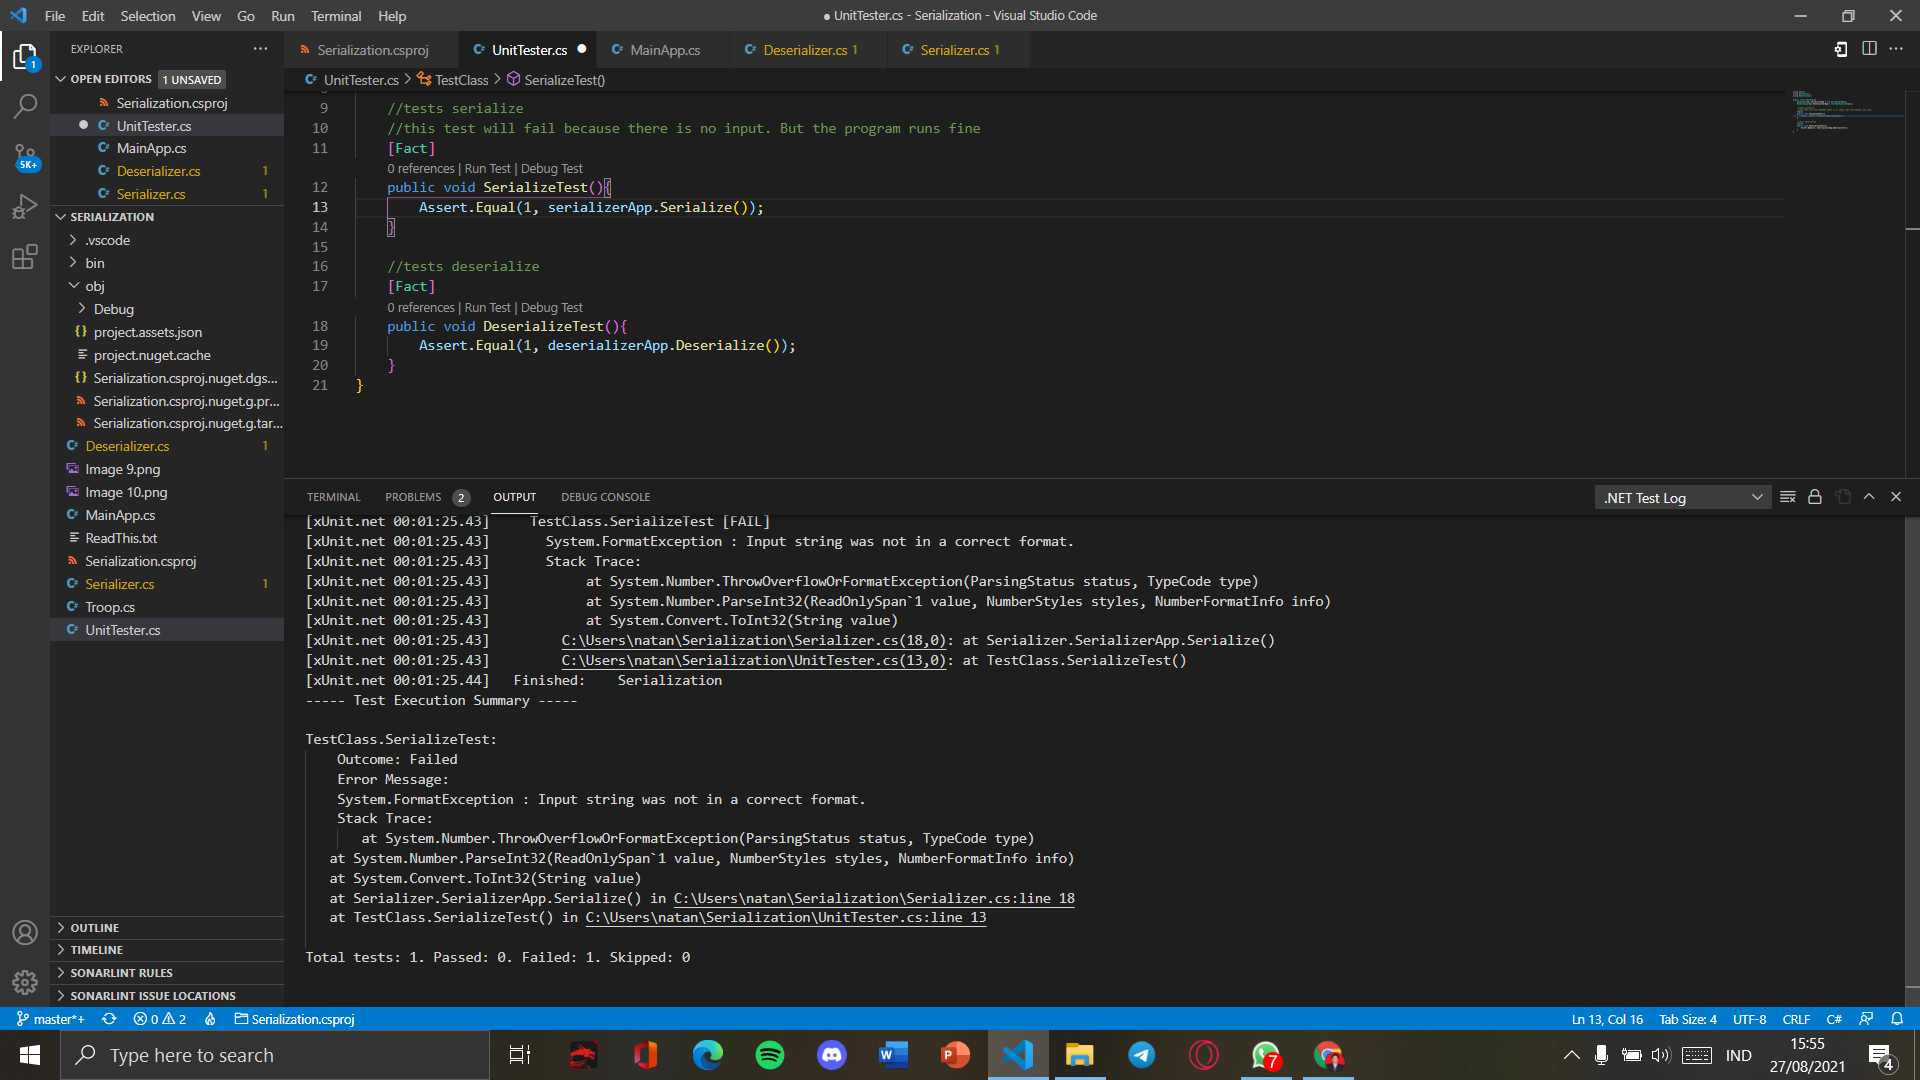 File Edit Selection View Go Run Terminal Help
● UnitTester.cs - Serialization - Visual Studio Code
EXPLORER
OPEN EDITORS 1 UNSAVED
Serialization.csproj
UnitTester.cs
MainApp.cs
Deserializer.cs 1
Serializer.cs 1
SERIALIZATION
.vscode
bin
obj
Debug
project.assets.json
project.nuget.cache
Serialization.csproj.nuget.dgs...
Serialization.csproj.nuget.g.pr...
Serialization.csproj.nuget.g.tar...
Deserializer.cs 1
Image 9.png
Image 10.png
MainApp.cs
ReadThis.txt
Serialization.csproj
Serializer.cs 1
Troop.cs
UnitTester.cs
OUTLINE
TIMELINE
SONARLINT RULES
SONARLINT ISSUE LOCATIONS
1
5K+
Serialization.csproj UnitTester.cs MainApp.cs Deserializer.cs 1 Serializer.cs 1
UnitTester.cs > TestClass > SerializeTest()
9 //tests serialize
10 //this test will fail because there is no input. But the program runs fine
11 [Fact]
0 references | Run Test | Debug Test
12 public void SerializeTest(){
13 Assert.Equal(1, serializerApp.Serialize());
14 }
15
16 //tests deserialize
17 [Fact]
0 references | Run Test | Debug Test
18 public void DeserializeTest(){
19 Assert.Equal(1, deserializerApp.Deserialize());
20 }
21 }
TERMINAL PROBLEMS 2 OUTPUT DEBUG CONSOLE
.NET Test Log
[xUnit.net 00:01:25.43] TestClass.SerializeTest [FAIL]
[xUnit.net 00:01:25.43] System.FormatException : Input string was not in a correct format.
[xUnit.net 00:01:25.43] Stack Trace:
[xUnit.net 00:01:25.43] at System.Number.ThrowOverflowOrFormatException(ParsingStatus status, TypeCode type)
[xUnit.net 00:01:25.43] at System.Number.ParseInt32(ReadOnlySpan`1 value, NumberStyles styles, NumberFormatInfo info)
[xUnit.net 00:01:25.43] at System.Convert.ToInt32(String value)
[xUnit.net 00:01:25.43] C:\Users\natan\Serialization\Serializer.cs(18,0): at Serializer.SerializerApp.Serialize()
[xUnit.net 00:01:25.43] C:\Users\natan\Serialization\UnitTester.cs(13,0): at TestClass.SerializeTest()
[xUnit.net 00:01:25.44] Finished: Serialization
----- Test Execution Summary -----
TestClass.SerializeTest:
Outcome: Failed
Error Message:
System.FormatException : Input string was not in a correct format.
Stack Trace:
at System.Number.ThrowOverflowOrFormatException(ParsingStatus status, TypeCode type)
at System.Number.ParseInt32(ReadOnlySpan`1 value, NumberStyles styles, NumberFormatInfo info)
at System.Convert.ToInt32(String value)
at Serializer.SerializerApp.Serialize() in C:\Users\natan\Serialization\Serializer.cs:line 18
at TestClass.SerializeTest() in C:\Users\natan\Serialization\UnitTester.cs:line 13
Total tests: 1. Passed: 0. Failed: 1. Skipped: 0
master*+ 0 2 Serialization.csproj
Ln 13, Col 16 Tab Size: 4 UTF-8 CRLF C#
Type here to search
7
IND
15:55
27/08/2021
4